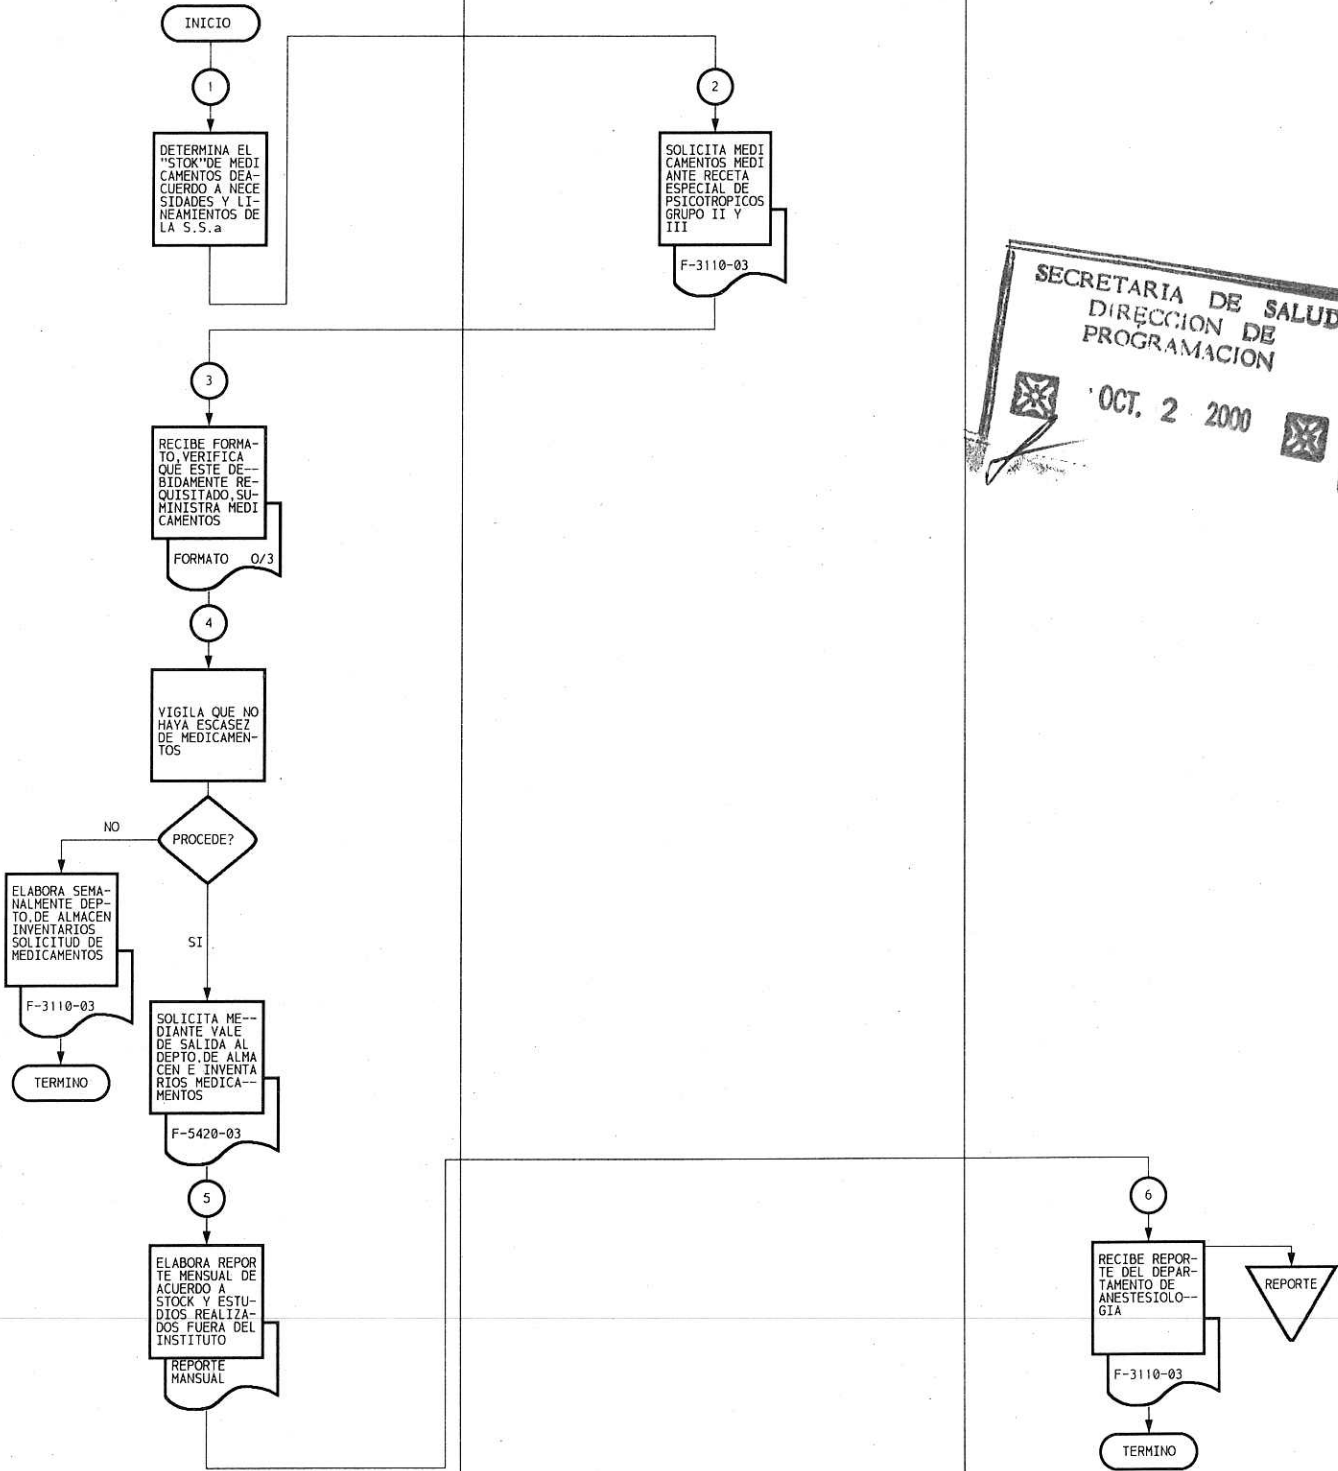 INICIO
1
DETERMINA EL
"STOK"DE MEDI
CAMENTOS DEA-
CUERDO A NECE
SIDADES Y LI-
NEAMIENTOS DE
LA S.S.a
2
SOLICITA MEDI
CAMENTOS MEDI
ANTE RECETA
ESPECIAL DE
PSICOTROPICOS
GRUPO II Y
III
F-3110-03
SECRETARIA DE SALUD
DIRECCION DE
PROGRAMACION
OCT. 2 2000
3
RECIBE FORMA-
TO,VERIFICA
QUE ESTE DE--
BIDAMENTE RE-
QUISITADO,SU-
MINISTRA MEDI
CAMENTOS
FORMATO O/3
4
VIGILA QUE NO
HAYA ESCASEZ
DE MEDICAMEN-
TOS
PROCEDE?
NO
ELABORA SEMA-
NALMENTE DEP-
TO.DE ALMACEN
INVENTARIOS
SOLICITUD DE
MEDICAMENTOS
F-3110-03
TERMINO
SI
SOLICITA ME--
DIANTE VALE
DE SALIDA AL
DEPTO.DE ALMA
CEN E INVENTA
RIOS MEDICA--
MENTOS
F-5420-03
5
ELABORA REPOR
TE MENSUAL DE
ACUERDO A
STOCK Y ESTU-
DIOS REALIZA-
DOS FUERA DEL
INSTITUTO
REPORTE
MANSUAL
6
RECIBE REPOR-
TE DEL DEPAR-
TAMENTO DE
ANESTESIOLO--
GIA
REPORTE
F-3110-03
TERMINO